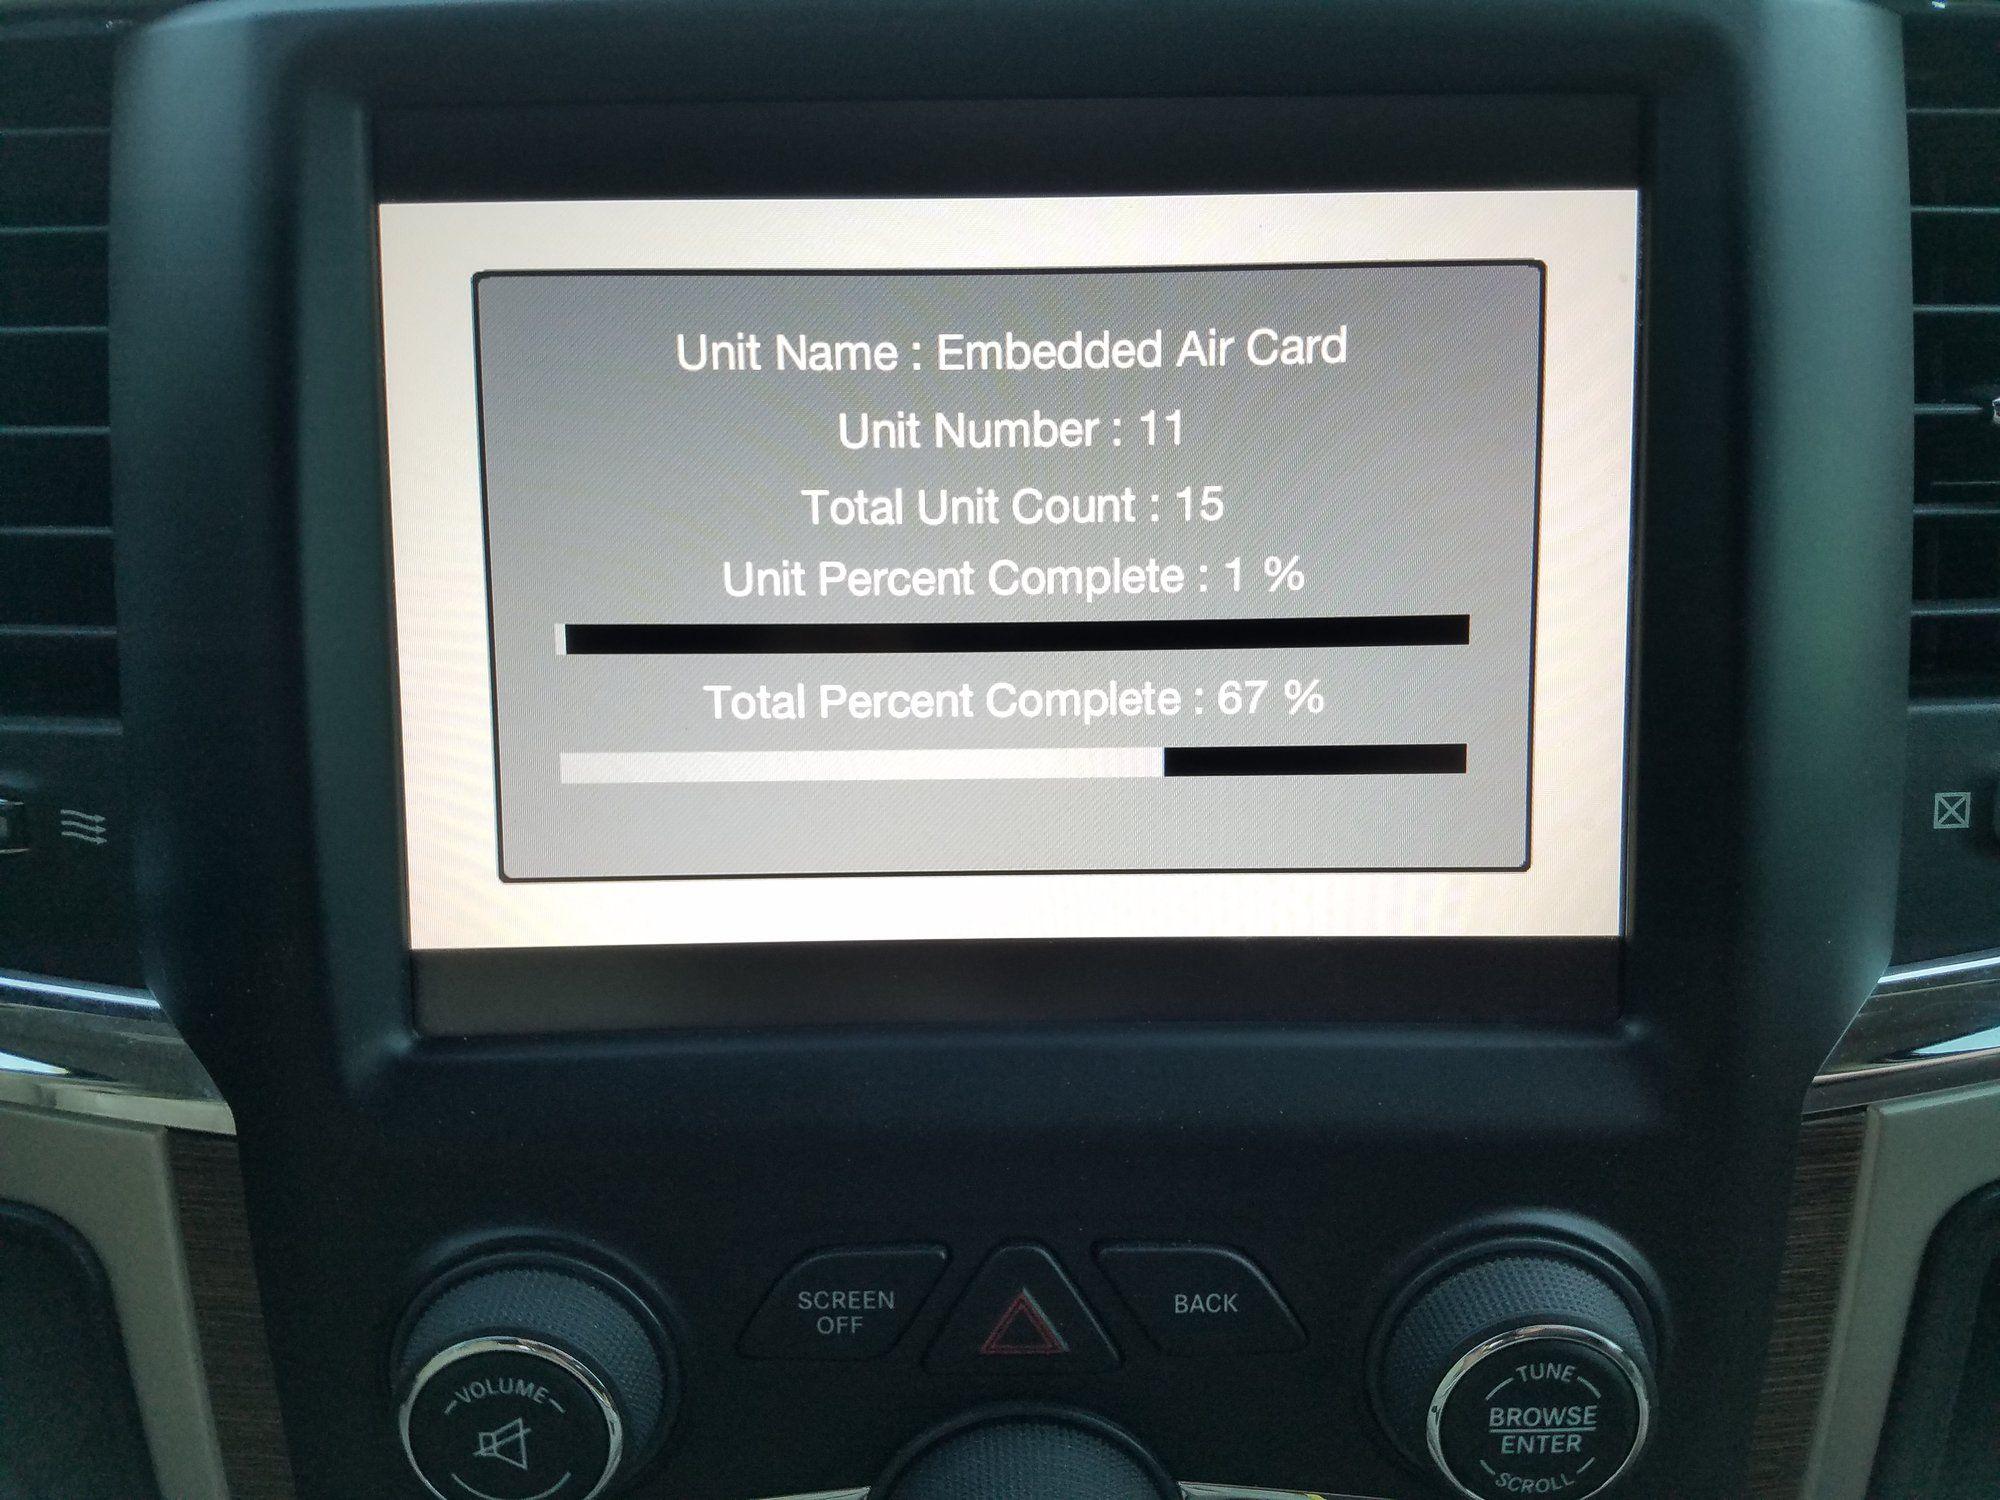 Unit Name : Embedded Air Card
Unit Number : 11
Total Unit Count : 15
Unit Percent Complete : 1 %
Total Percent Complete : 67 %
SCREEN
OFF
BACK
VOLUME
TUNE
BROWSE
ENTER
SCROLL